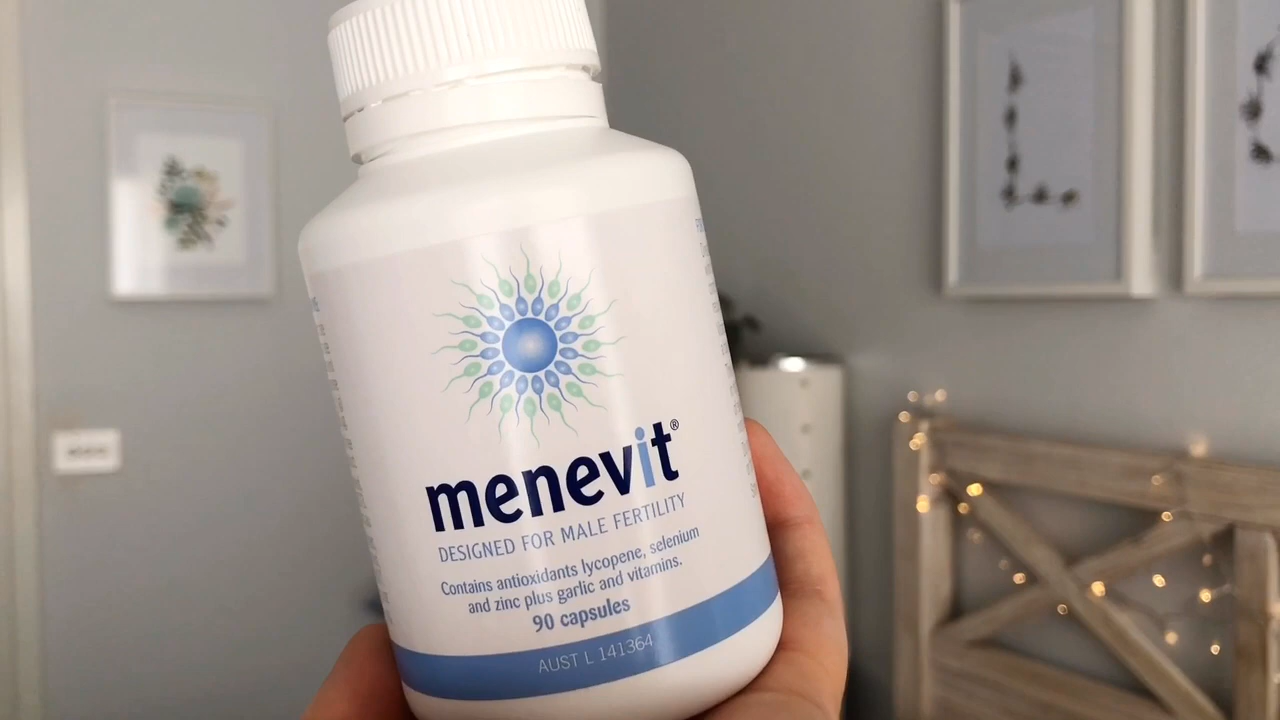 menevit®
DESIGNED FOR MALE FERTILITY
Contains antioxidants lycopene, selenium
and zinc plus garlic and vitamins.
90 capsules
AUST L 141364